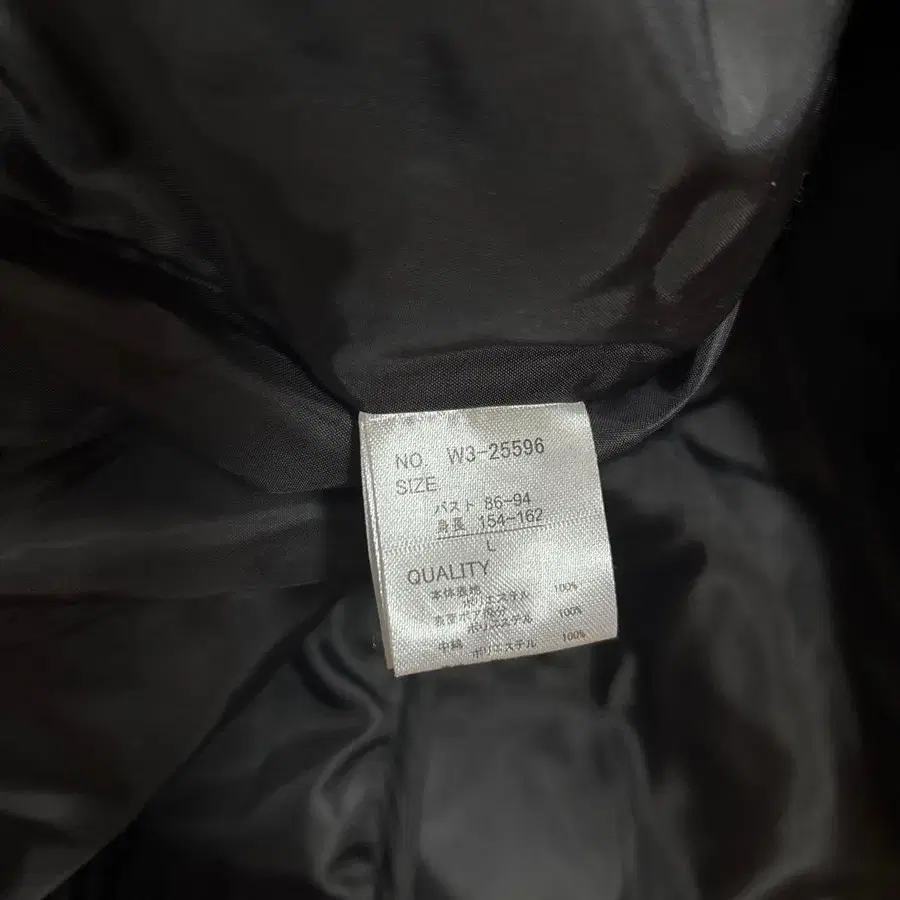 NO. W3-25596
SIZE
バスト 86-94
身長 154-162
L
QUALITY
本体表地
ポリエステル 100%
表面ボア部分
ポリエステル 100%
中綿
ポリエステル 100%